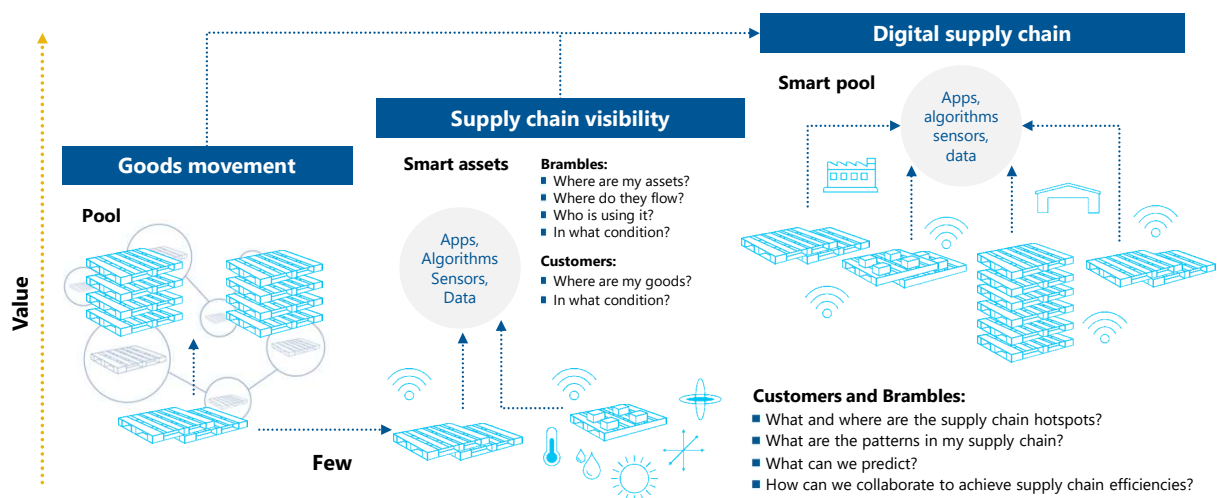 Digital supply chain
Smart pool
Apps,
algorithms
sensors,
data
Supply chain visibility
Smart assets
Brambles:
Where are my assets?
Where do they flow?
Who is using it?
In what condition?
Customers:
Where are my goods?
In what condition?
Apps,
Algorithms
Sensors,
Data
Goods movement
Pool
Value
Few
Customers and Brambles:
What and where are the supply chain hotspots?
What are the patterns in my supply chain?
What can we predict?
How can we collaborate to achieve supply chain efficiencies?